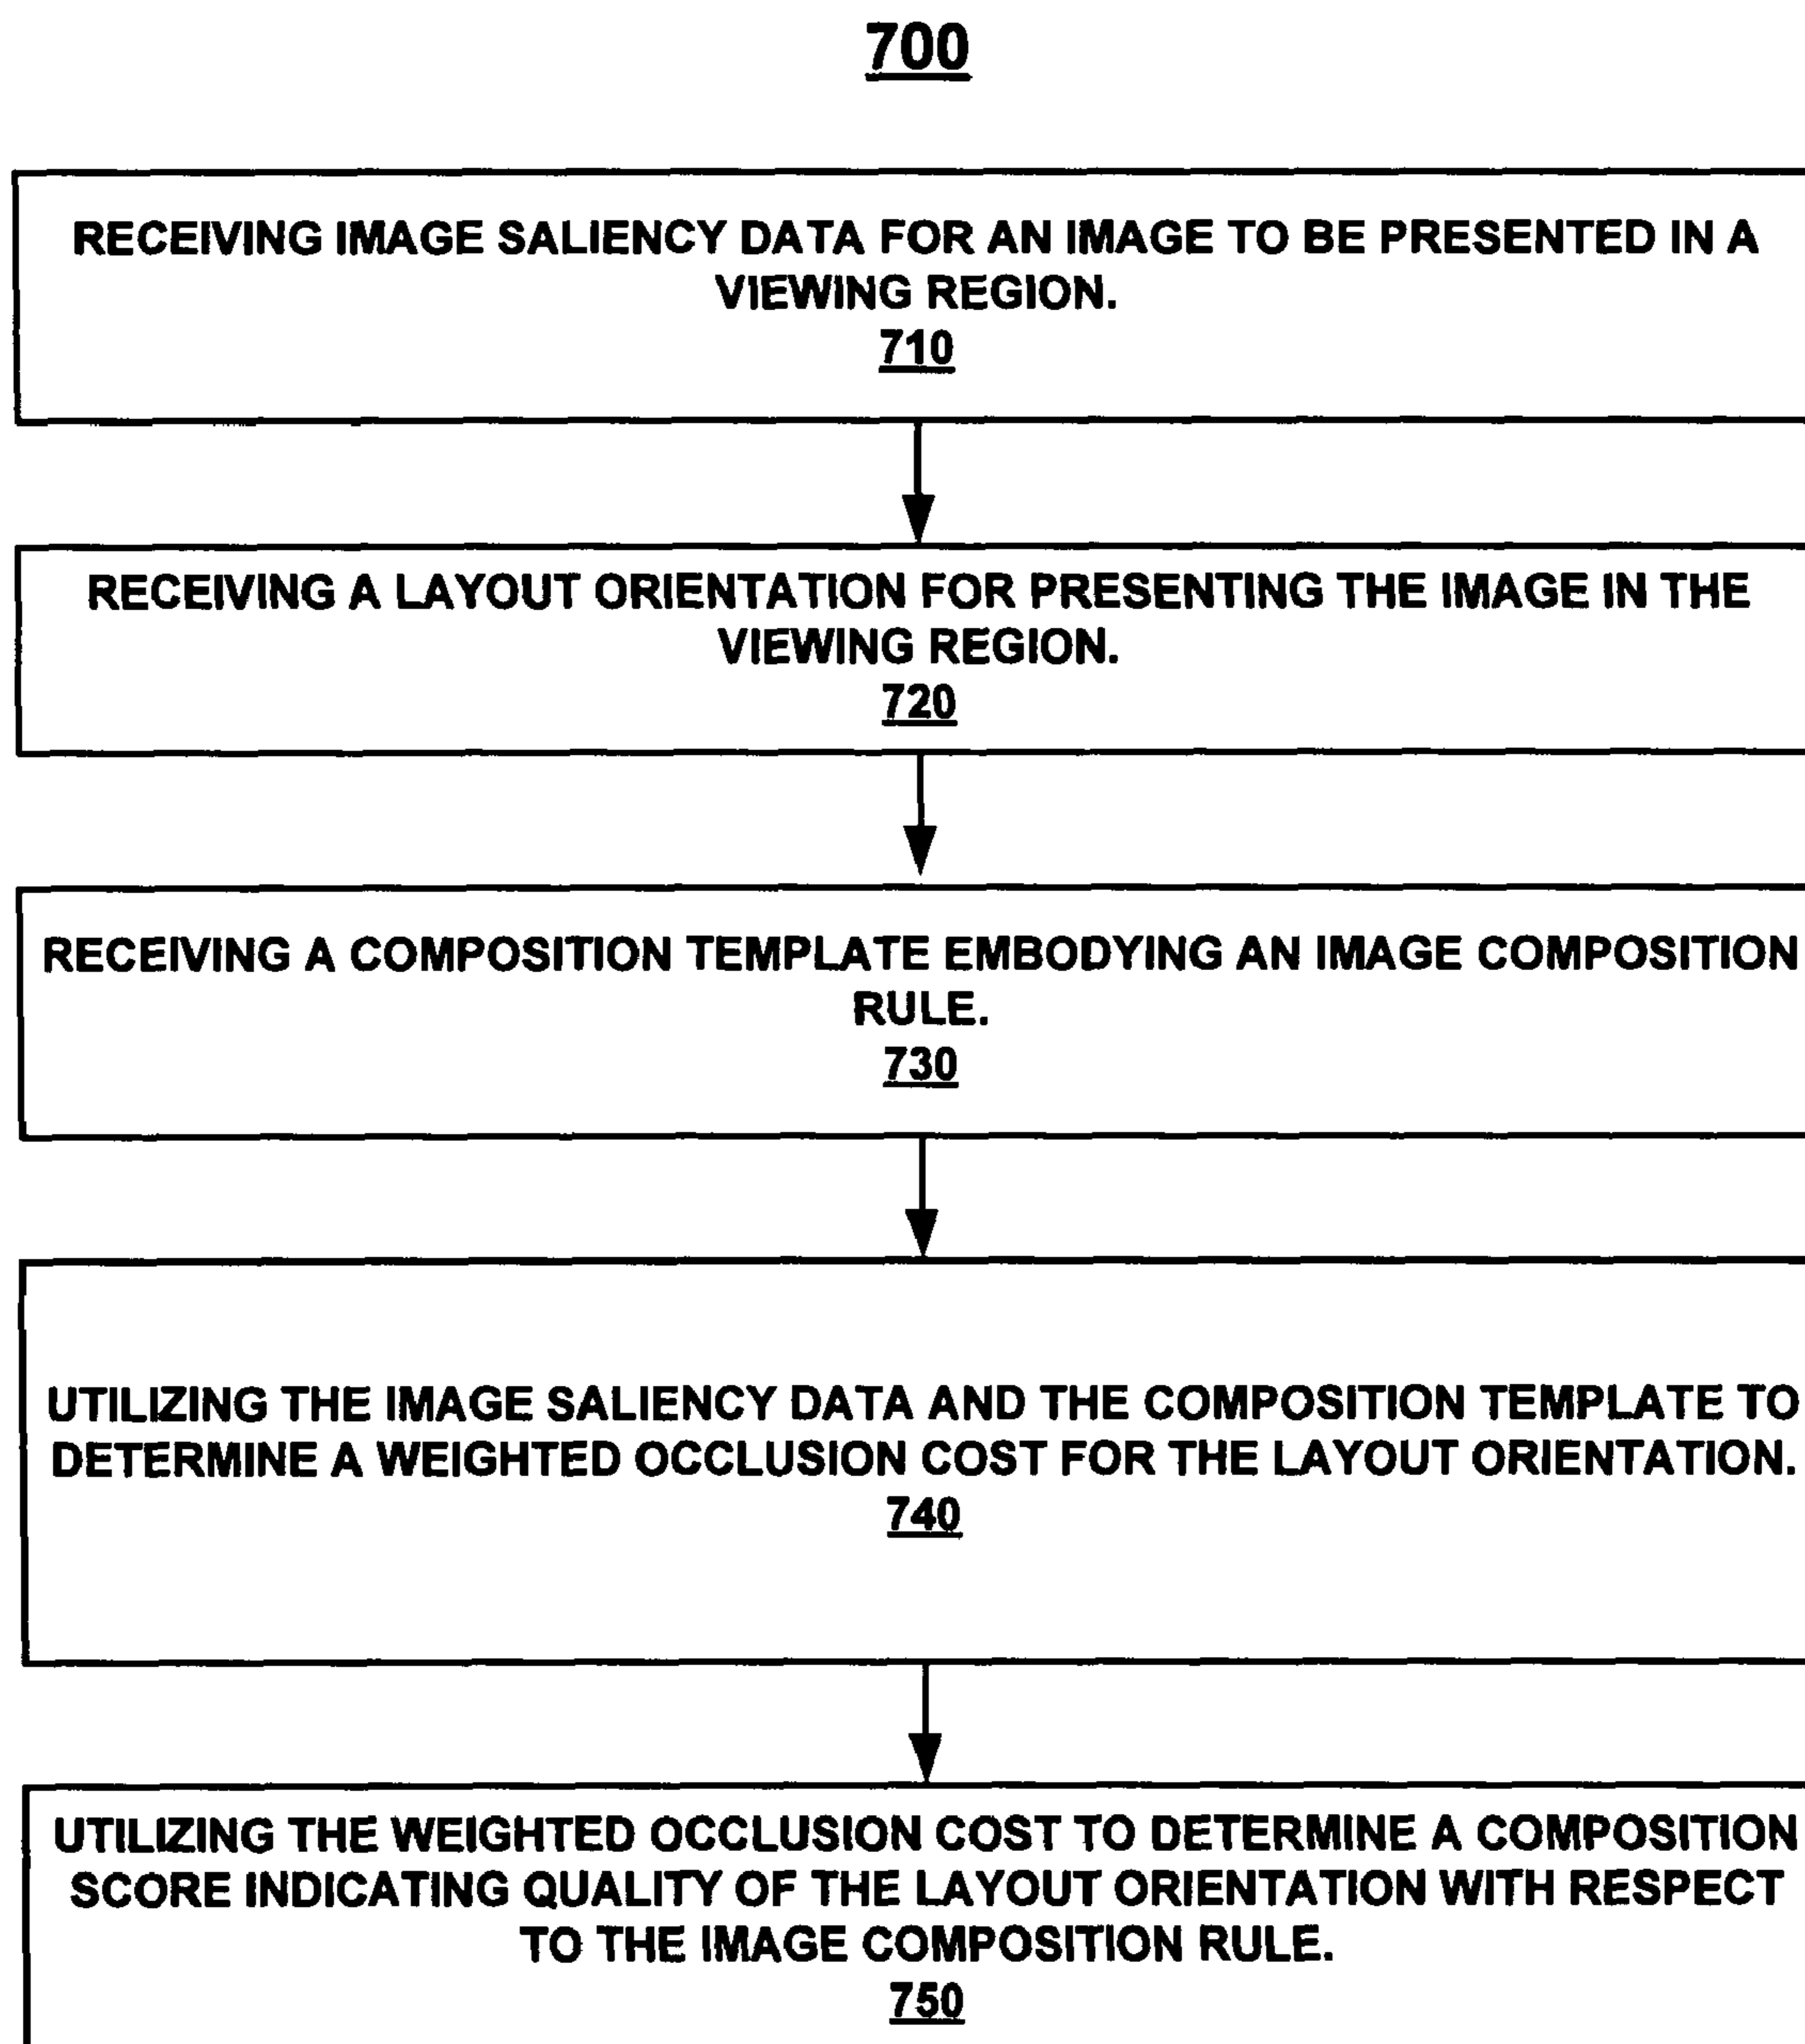 700
RECEIVING IMAGE SALIENCY DATA FOR AN IMAGE TO BE PRESENTED IN A
VIEWING REGION.
710
RECEIVING A LAYOUT ORIENTATION FOR PRESENTING THE IMAGE IN THE
VIEWING REGION.
720
RECEIVING A COMPOSITION TEMPLATE EMBODYING AN IMAGE COMPOSITION
RULE.
730
UTILIZING THE IMAGE SALIENCY DATA AND THE COMPOSITION TEMPLATE TO
DETERMINE A WEIGHTED OCCLUSION COST FOR THE LAYOUT ORIENTATION.
740
UTILIZING THE WEIGHTED OCCLUSION COST TO DETERMINE A COMPOSITION
SCORE INDICATING QUALITY OF THE LAYOUT ORIENTATION WITH RESPECT
TO THE IMAGE COMPOSITION RULE.
750